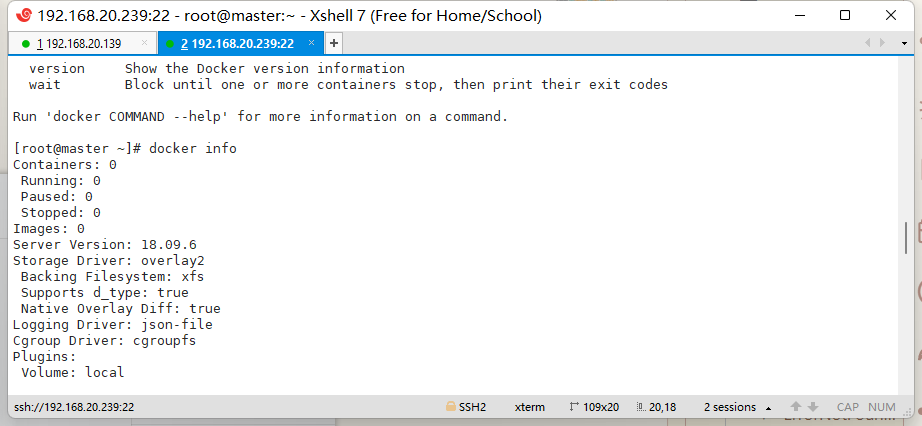 192.168.20.239:22 - root@master:~ - Xshell 7 (Free for Home/School)
1 192.168.20.139
2 192.168.20.239:22
version     Show the Docker version information
wait        Block until one or more containers stop, then print their exit codes
Run 'docker COMMAND --help' for more information on a command.
[root@master ~]# docker info
Containers: 0
Running: 0
Paused: 0
Stopped: 0
Images: 0
Server Version: 18.09.6
Storage Driver: overlay2
Backing Filesystem: xfs
Supports d_type: true
Native Overlay Diff: true
Logging Driver: json-file
Cgroup Driver: cgroupfs
Plugins:
Volume: local
ssh://192.168.20.239:22 SSH2 xterm 109x20 20,18 2 sessions CAP NUM